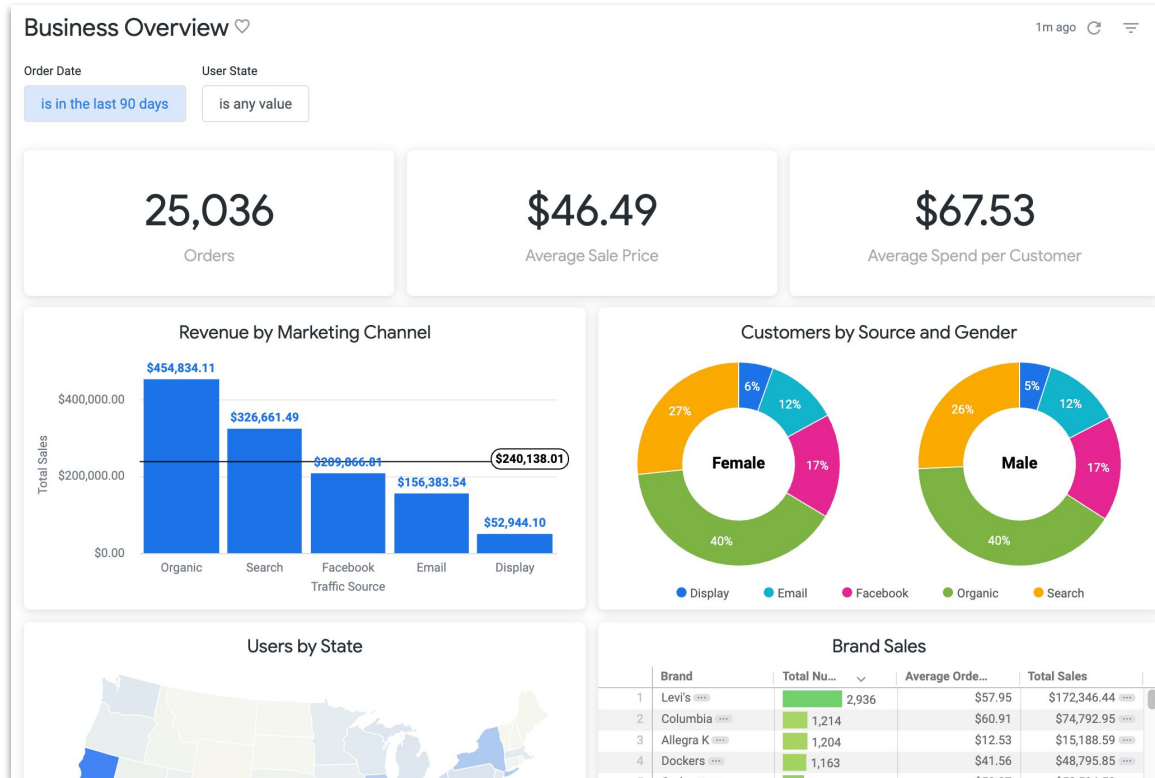 Business Overview
1m ago
Order Date User State
is in the last 90 days is any value
25,036
Orders
$46.49
Average Sale Price
$67.53
Average Spend per Customer
Revenue by Marketing Channel
$454,834.11
$400,000.00
$326,661.49
$240,138.01
$209,866.81
Total Sales
$200,000.00
$156,383.54
$52,944.10
$0.00
Organic Search Facebook Email Display
Traffic Source
Customers by Source and Gender
6%
12%
27%
Female
17%
40%
5%
12%
26%
Male
17%
40%
Display Email Facebook Organic Search
Users by State
Brand Sales
Brand Total Nu... Average Orde... Total Sales
1 Levi's 2,936 $57.95 $172,346.44
2 Columbia 1,214 $60.91 $74,792.95
3 Allegra K 1,204 $12.53 $15,188.59
4 Dockers 1,163 $41.56 $48,795.85